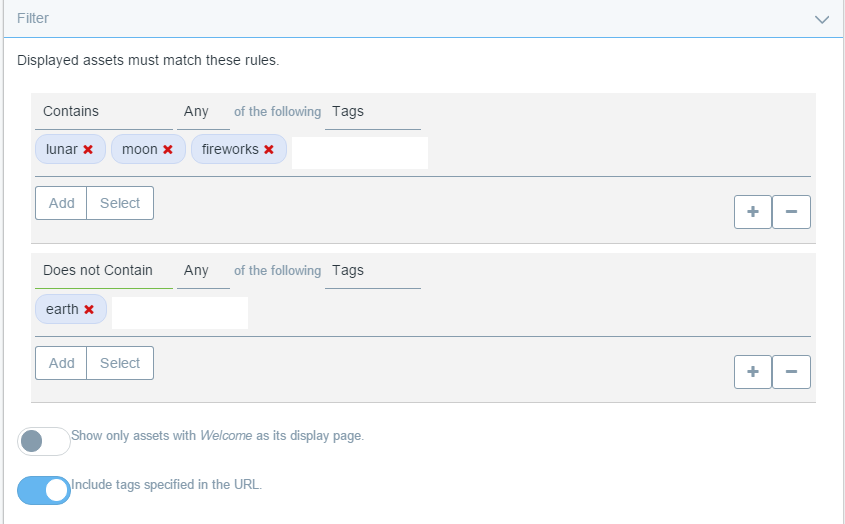 Filter
Displayed assets must match these rules.
Contains Any of the following Tags
lunar × moon × fireworks ×
Add Select
+ −
Does not Contain Any of the following Tags
earth ×
Add Select
+ −
Show only assets with Welcome as its display page.
Include tags specified in the URL.